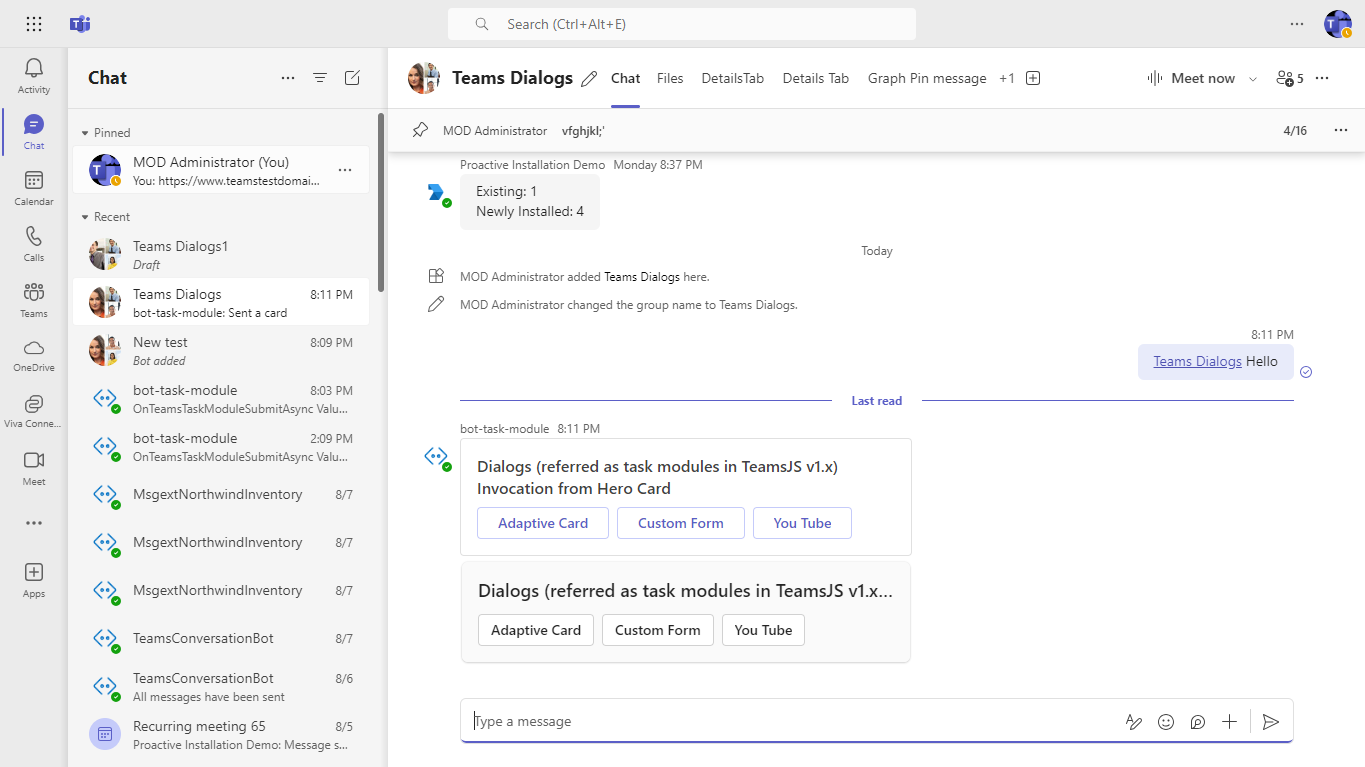 Search (Ctrl+Alt+E)
Activity
Chat
Calendar
Calls
Teams
OneDrive
Viva Conne...
Meet
Apps
Chat
Pinned
MOD Administrator (You)
You: https://www.teamstestdomai...
Recent
Teams Dialogs1
Draft
Teams Dialogs 8:11 PM
bot-task-module: Sent a card
New test 8:09 PM
Bot added
bot-task-module 8:03 PM
OnTeamsTaskModuleSubmitAsync Valu...
bot-task-module 2:09 PM
OnTeamsTaskModuleSubmitAsync Valu...
MsgextNorthwindInventory 8/7
MsgextNorthwindInventory 8/7
MsgextNorthwindInventory 8/7
TeamsConversationBot 8/7
TeamsConversationBot 8/6
All messages have been sent
Recurring meeting 65 8/5
Proactive Installation Demo: Message s...
Teams Dialogs Chat Files DetailsTab Details Tab Graph Pin message +1 Meet now 5
MOD Administrator vfghjkl;' 4/16
Proactive Installation Demo Monday 8:37 PM
Existing: 1
Newly Installed: 4
Today
MOD Administrator added Teams Dialogs here.
MOD Administrator changed the group name to Teams Dialogs.
8:11 PM
Teams Dialogs Hello
Last read
bot-task-module 8:11 PM
Dialogs (referred as task modules in TeamsJS v1.x)
Invocation from Hero Card
Adaptive Card Custom Form You Tube
Dialogs (referred as task modules in TeamsJS v1.x...
Adaptive Card Custom Form You Tube
Type a message